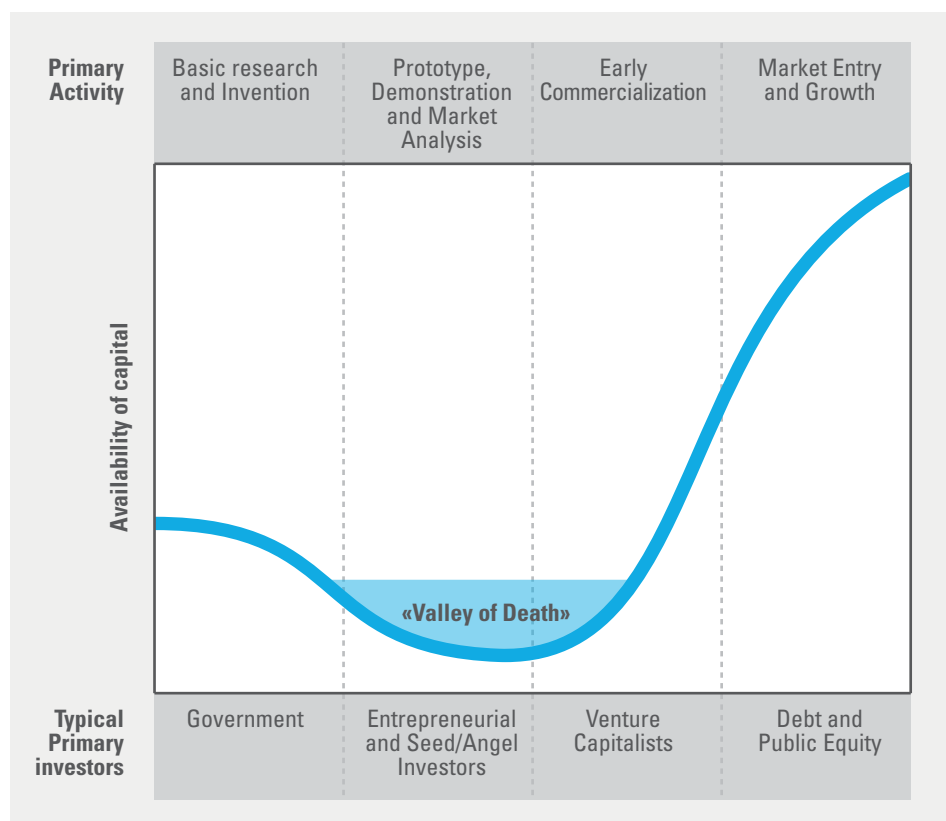 Primary
Activity
Basic research
and Invention
Prototype,
Demonstration
and Market
Analysis
Early
Commercialization
Market Entry
and Growth
Availability of capital
«Valley of Death»
Typical
Primary
investors
Government
Entrepreneurial
and Seed/Angel
Investors
Venture
Capitalists
Debt and
Public Equity